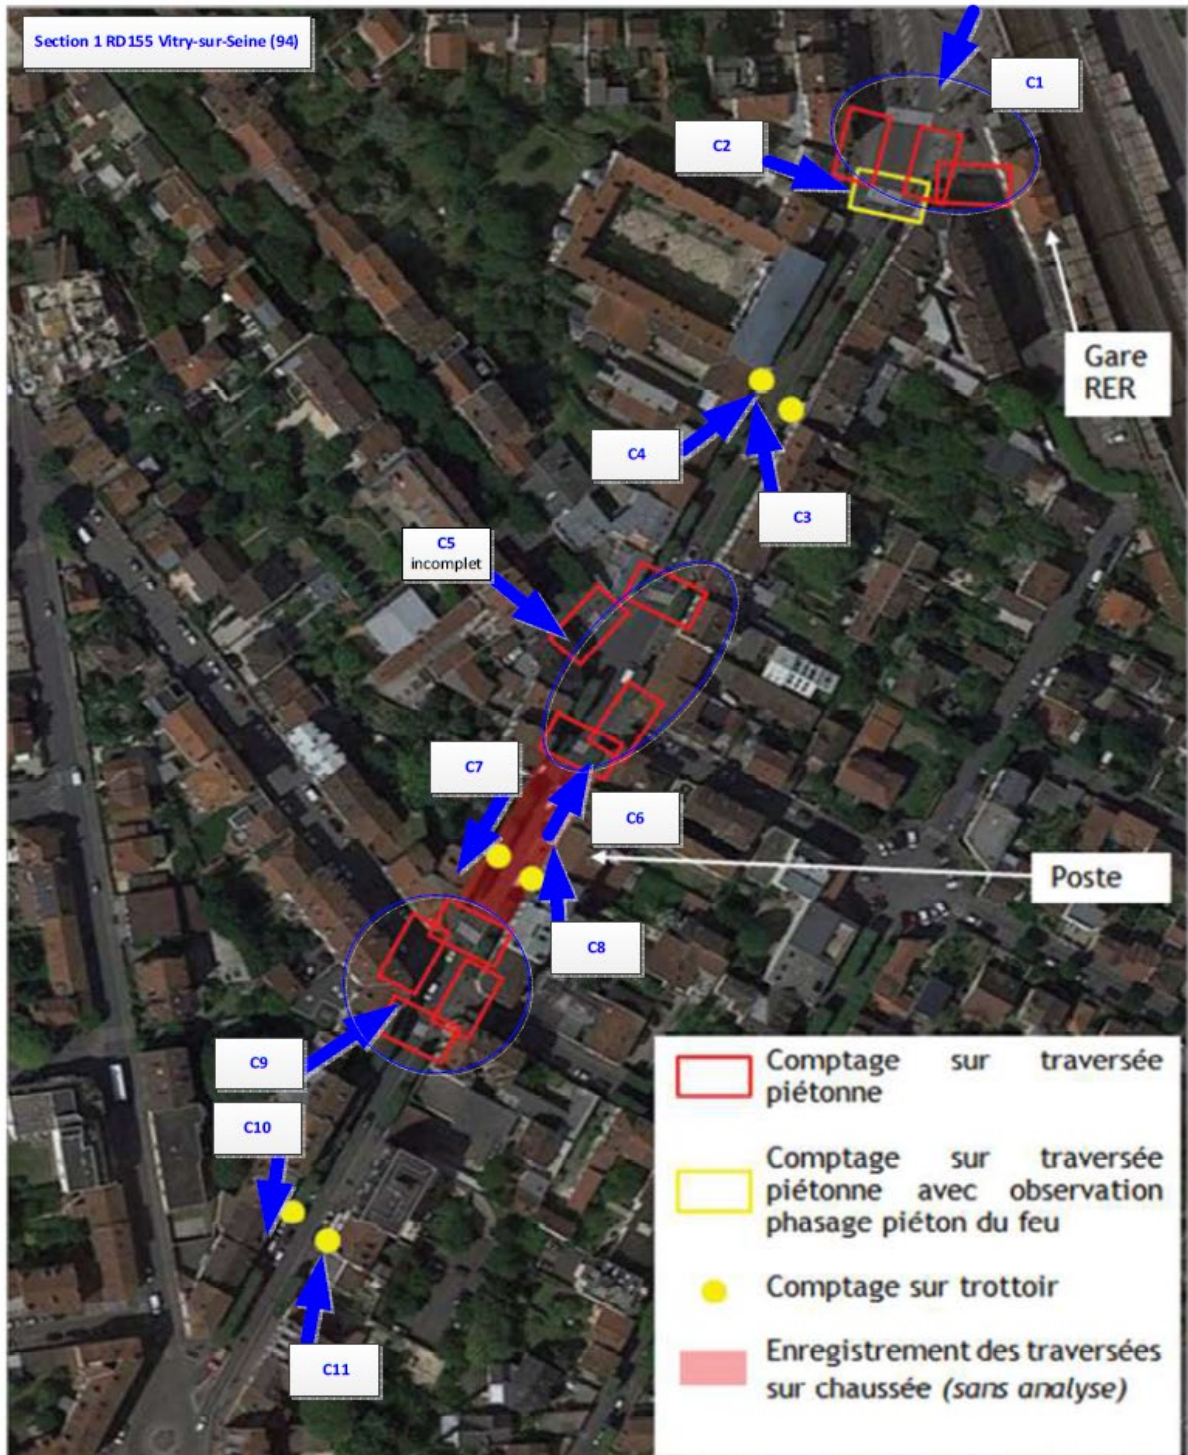 Section 1 RD155 Vitry-sur-Seine (94)
C1
C2
Gare
RER
C4
C3
C5
incomplet
C7
C6
Poste
C8
C9
C10
C11
Comptage sur traversée
piétonne
Comptage sur traversée
piétonne avec observation
phasage piéton du feu
Comptage sur trottoir
Enregistrement des traversées
sur chaussée (sans analyse)